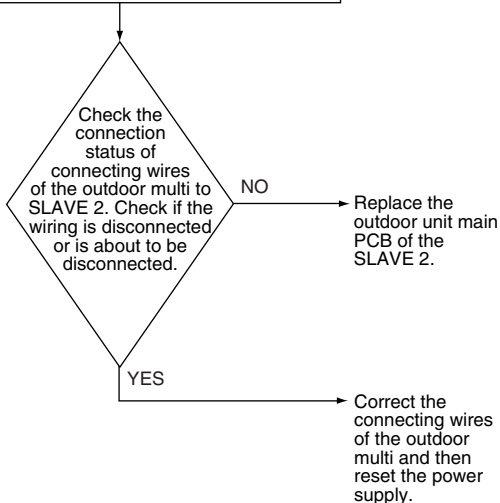 Check the
connection
status of
connecting wires
of the outdoor multi to
SLAVE 2. Check if the
wiring is disconnected
or is about to be
disconnected.
NO
Replace the
outdoor unit main
PCB of the
SLAVE 2.
YES
Correct the
connecting wires
of the outdoor
multi and then
reset the power
supply.